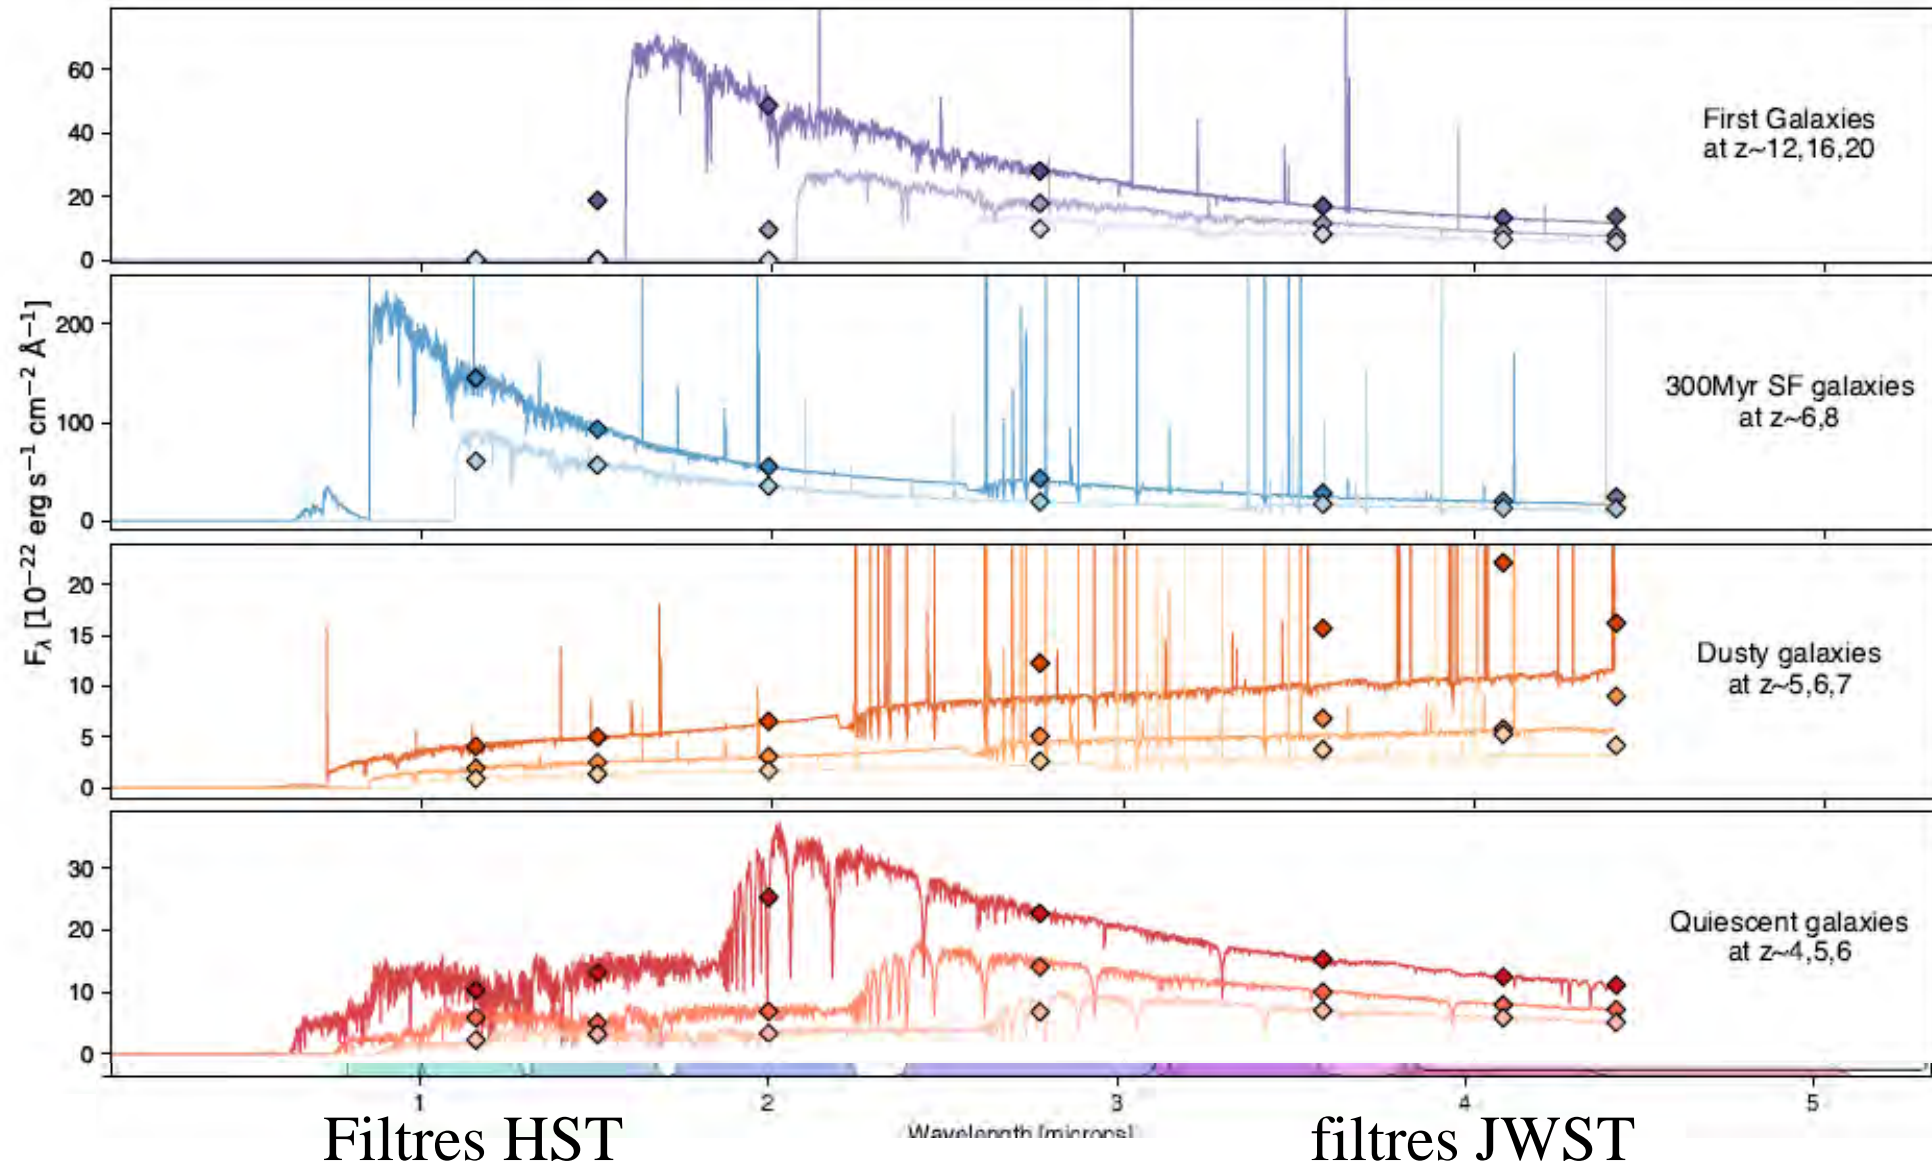 60
40
20
0
First Galaxies
at z~12,16,20
200
100
0
300Myr SF galaxies
at z~6,8
F_λ [10⁻²² erg s⁻¹ cm⁻² Å⁻¹]
20
15
10
5
0
Dusty galaxies
at z~5,6,7
30
20
10
0
Quiescent galaxies
at z~4,5,6
1 2 3 4 5
Wavelength [microns]
Filtres HST filtres JWST